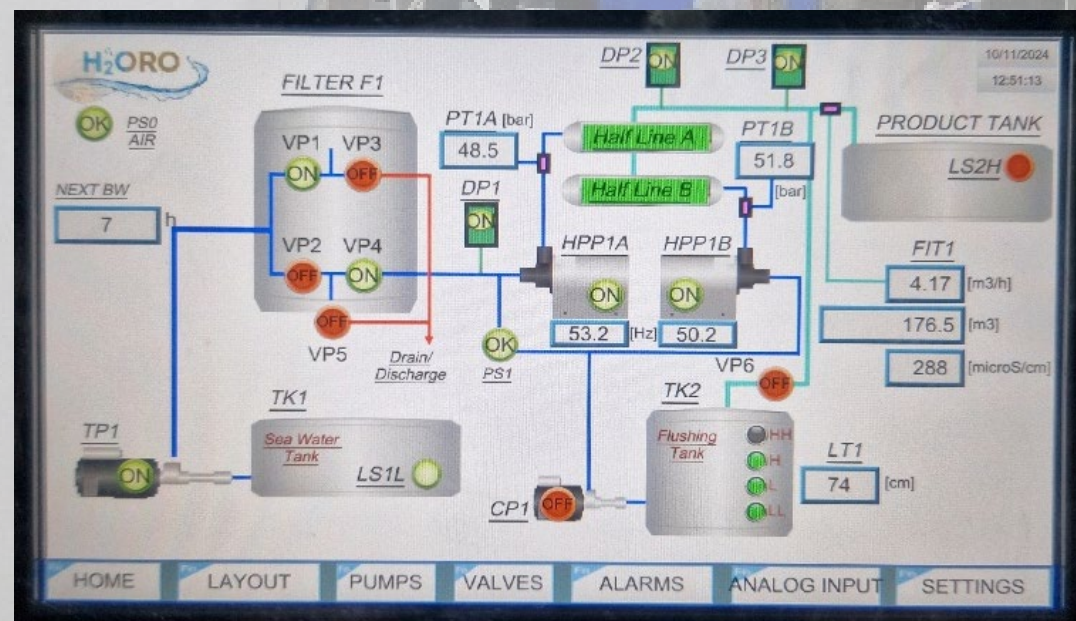 H2ORO
10/11/2024
12:51:13
DP2 ON
DP3 ON
OK PS0
AIR
FILTER F1
VP1 VP3
ON OFF
VP2 VP4
OFF ON
OFF
VP5
Drain/
Discharge
NEXT BW
7 h
PT1A [bar]
48.5
Half Line A
Half Line B
PT1B
51.8
[bar]
DP1
ON
PRODUCT TANK
LS2H
HPP1A HPP1B
ON ON
53.2 [Hz] 50.2
OK
PS1
FIT1
4.17 [m3/h]
176.5 [m3]
288 [microS/cm]
VP6
OFF
TP1
ON
TK1
Sea Water
Tank
LS1L
CP1 OFF
TK2
Flushing
Tank
HH
H
L
LL
LT1
74 [cm]
HOME LAYOUT PUMPS VALVES ALARMS ANALOG INPUT SETTINGS